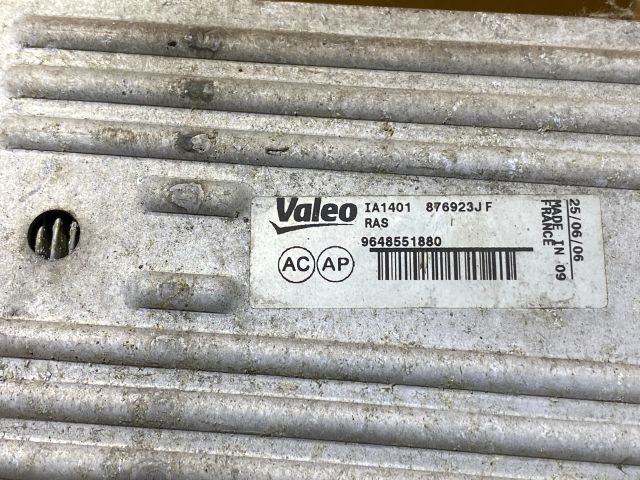 Valeo IA1401 876923J F
RAS
9648551880
AC AP
25/06/06
MADE IN 09
FRANCE